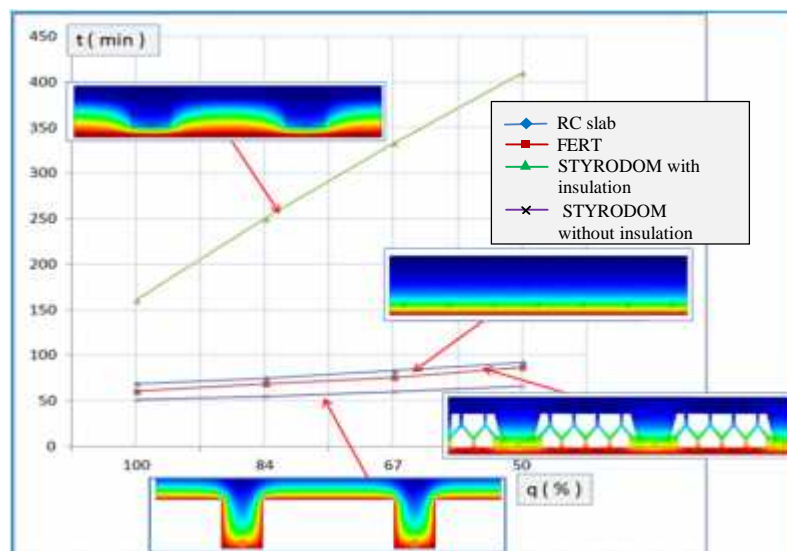 450
t ( min )
400
350
300
250
200
150
100
50
0
RC slab
FERT
STYRODOM with
insulation
STYRODOM
without insulation
100
84
67
50
q ( % )